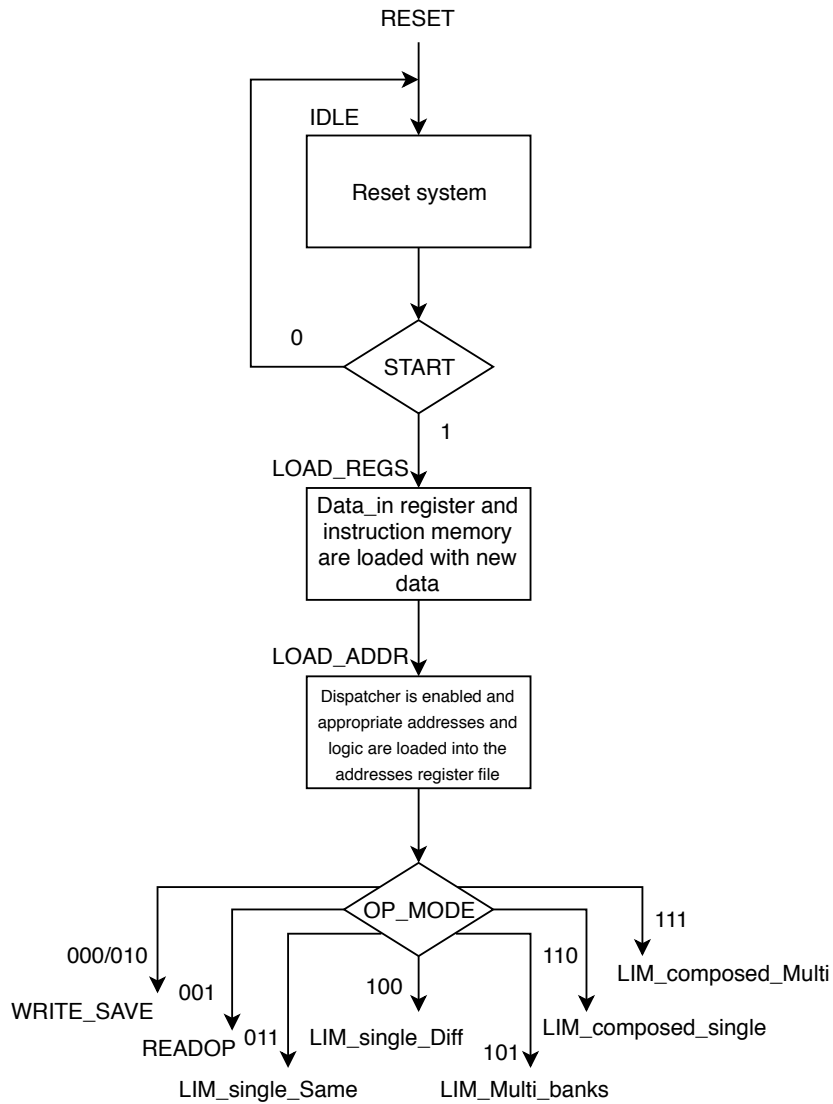 RESET
IDLE
Reset system
0
START
1
LOAD_REGS
Data_in register and
instruction memory
are loaded with new
data
LOAD_ADDR
Dispatcher is enabled and
appropriate addresses and
logic are loaded into the
addresses register file
OP_MODE
000/010
WRITE_SAVE
001
READOP
011
LIM_single_Same
100
LIM_single_Diff
101
LIM_Multi_banks
110
LIM_composed_single
111
LIM_composed_Multi